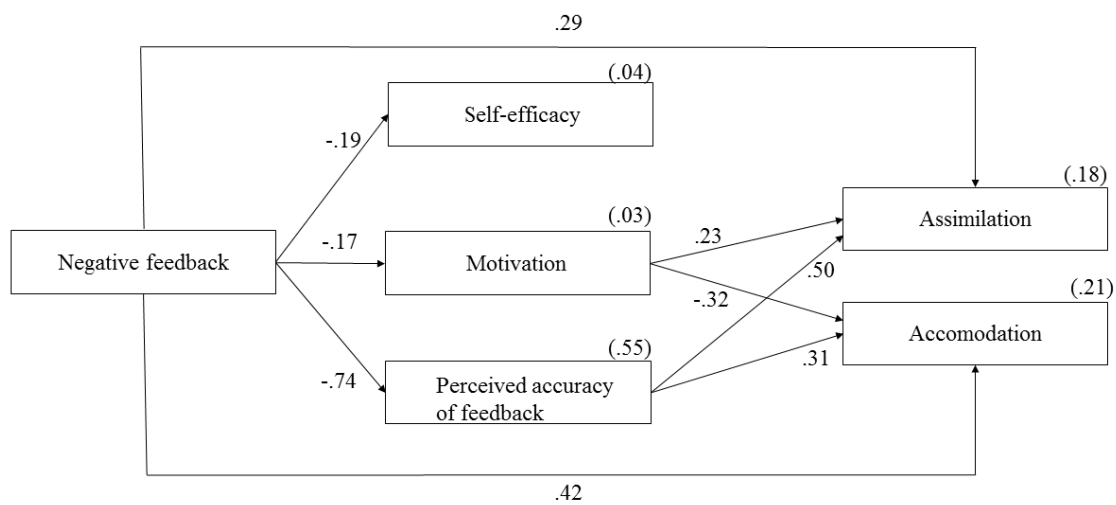 .29
(.04)
Self-efficacy
-.19
(.18)
Assimilation
(.03)
.23
-.17
Negative feedback
Motivation
.50
-.32
(.21)
Accomodation
(.55)
.31
-.74
Perceived accuracy
of feedback
.42